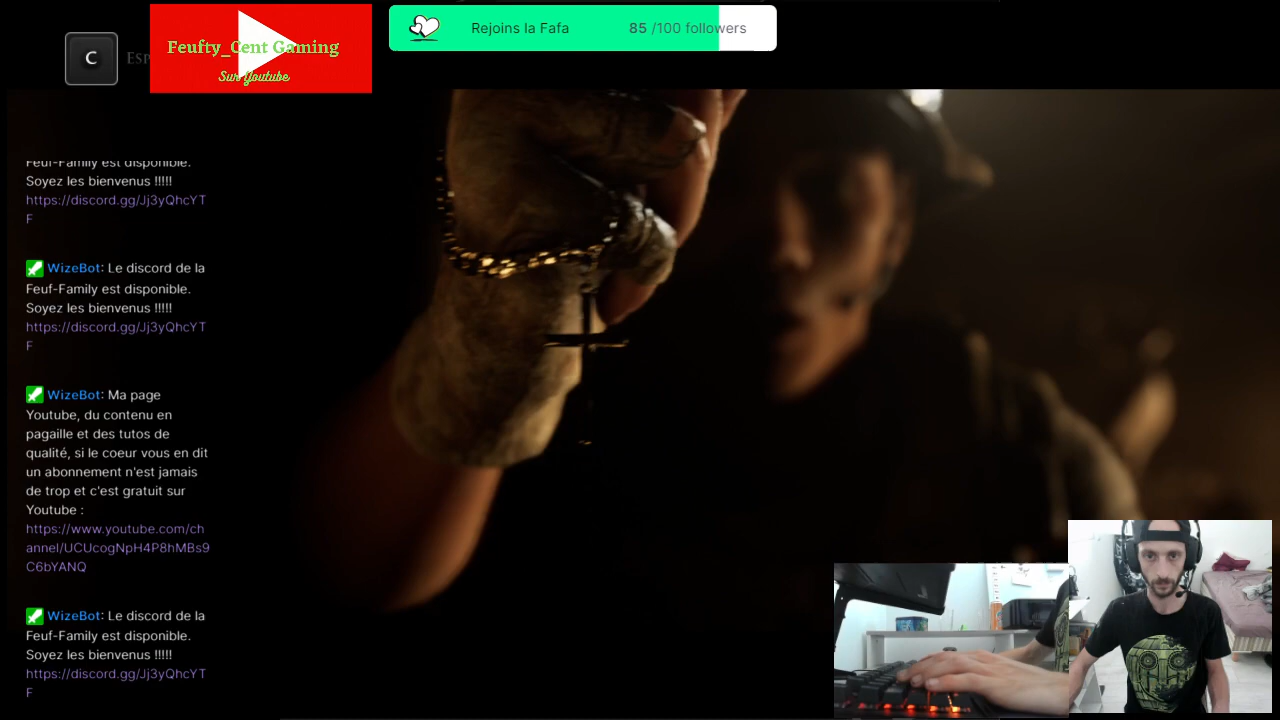 C
Feufty_Cent Gaming
Sur Youtube
Rejoins la Fafa 85 /100 followers
Feuf-Family est disponible.
Soyez les bienvenus !!!!!
https://discord.gg/Jj3yQhcYT
F
WizeBot: Le discord de la
Feuf-Family est disponible.
Soyez les bienvenus !!!!!
https://discord.gg/Jj3yQhcYT
F
WizeBot: Ma page
Youtube, du contenu en
pagaille et des tutos de
qualité, si le coeur vous en dit
un abonnement n'est jamais
de trop et c'est gratuit sur
Youtube :
https://www.youtube.com/ch
annel/UCUcogNpH4P8hMBs9
C6bYANQ
WizeBot: Le discord de la
Feuf-Family est disponible.
Soyez les bienvenus !!!!!
https://discord.gg/Jj3yQhcYT
F